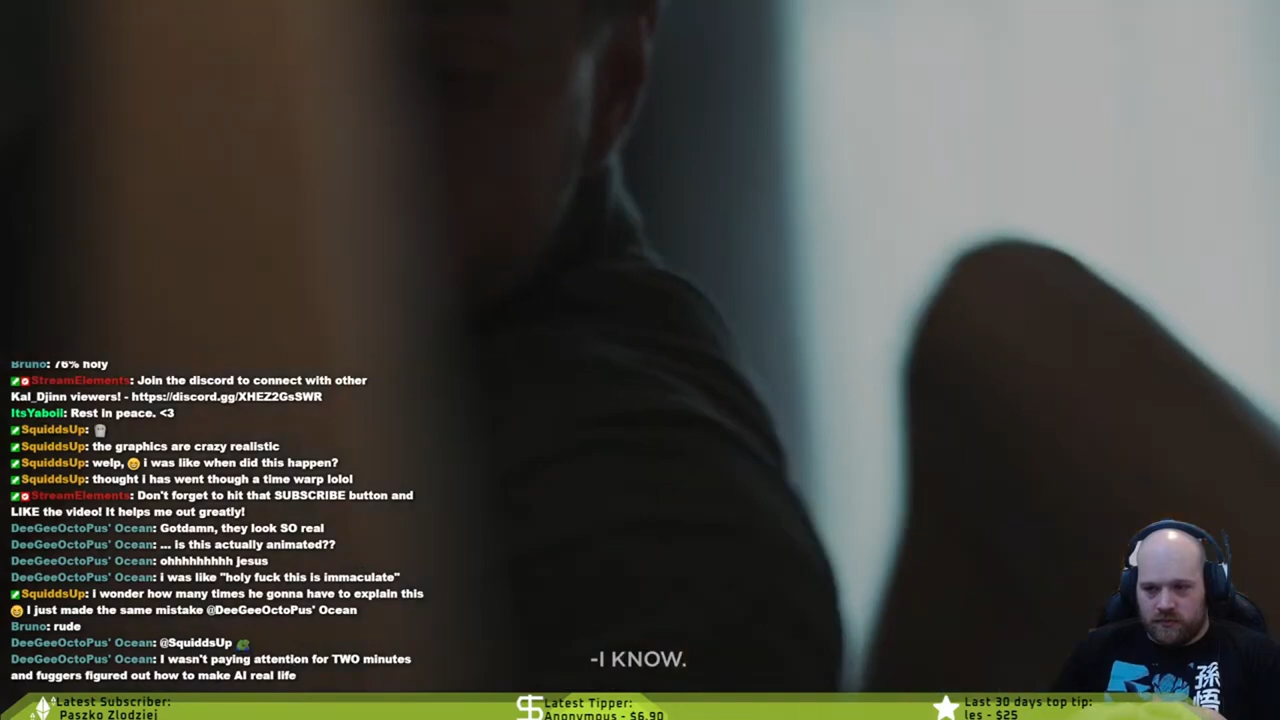 Bruno: 76% holy
StreamElements: Join the discord to connect with other
Kal_Djinn viewers! - https://discord.gg/XHEZ2GsSWR
ItsYaboii: Rest in peace. <3
SquiddsUp:
SquiddsUp: the graphics are crazy realistic
SquiddsUp: welp, i was like when did this happen?
SquiddsUp: thought i has went though a time warp lolol
StreamElements: Don't forget to hit that SUBSCRIBE button and
LIKE the video! It helps me out greatly!
DeeGeeOctoPus' Ocean: Gotdamn, they look SO real
DeeGeeOctoPus' Ocean: ... is this actually animated??
DeeGeeOctoPus' Ocean: ohhhhhhhhh jesus
DeeGeeOctoPus' Ocean: i was like "holy fuck this is immaculate"
SquiddsUp: i wonder how many times he gonna have to explain this
I just made the same mistake @DeeGeeOctoPus' Ocean
Bruno: rude
DeeGeeOctoPus' Ocean: @SquiddsUp
DeeGeeOctoPus' Ocean: I wasn't paying attention for TWO minutes
and fuggers figured out how to make AI real life
-I KNOW.
Latest Subscriber:
Paszko Zlodziej
Latest Tipper:
Anonymous - $6.90
Last 30 days top tip:
les - $25
孫悟